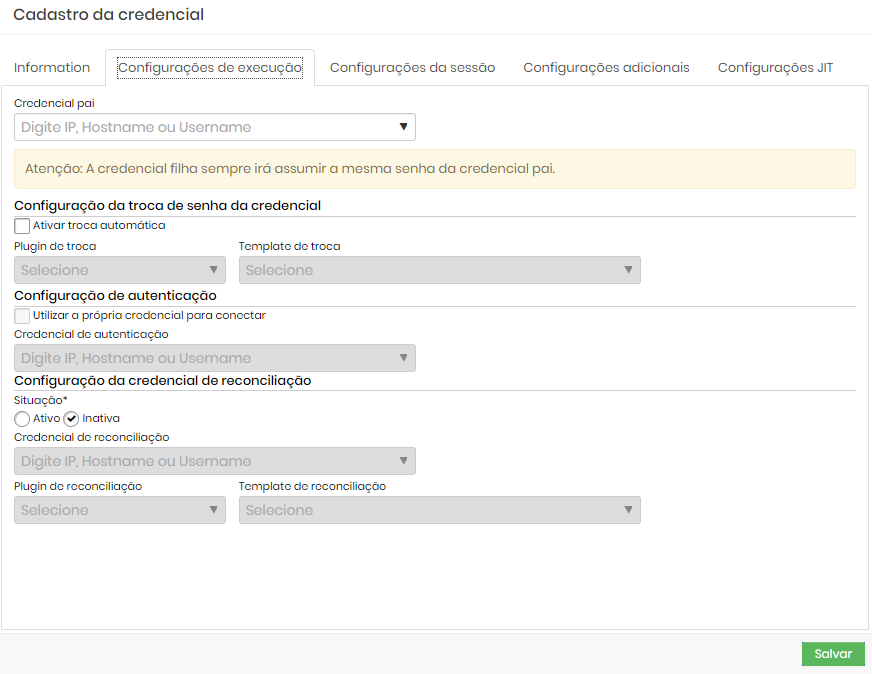 Cadastro da credencial
Information Configurações de execução Configurações da sessão Configurações adicionais Configurações JIT
Credencial pai
Digite IP, Hostname ou Username
Atenção: A credencial filha sempre irá assumir a mesma senha da credencial pai.
Configuração da troca de senha da credencial
Ativar troca automática
Plugin de troca Template de troca
Selecione Selecione
Configuração de autenticação
Utilizar a própria credencial para conectar
Credencial de autenticação
Digite IP, Hostname ou Username
Configuração da credencial de reconciliação
Situação*
Ativo Inativa
Credencial de reconciliação
Digite IP, Hostname ou Username
Plugin de reconciliação Template de reconciliação
Selecione Selecione
Salvar